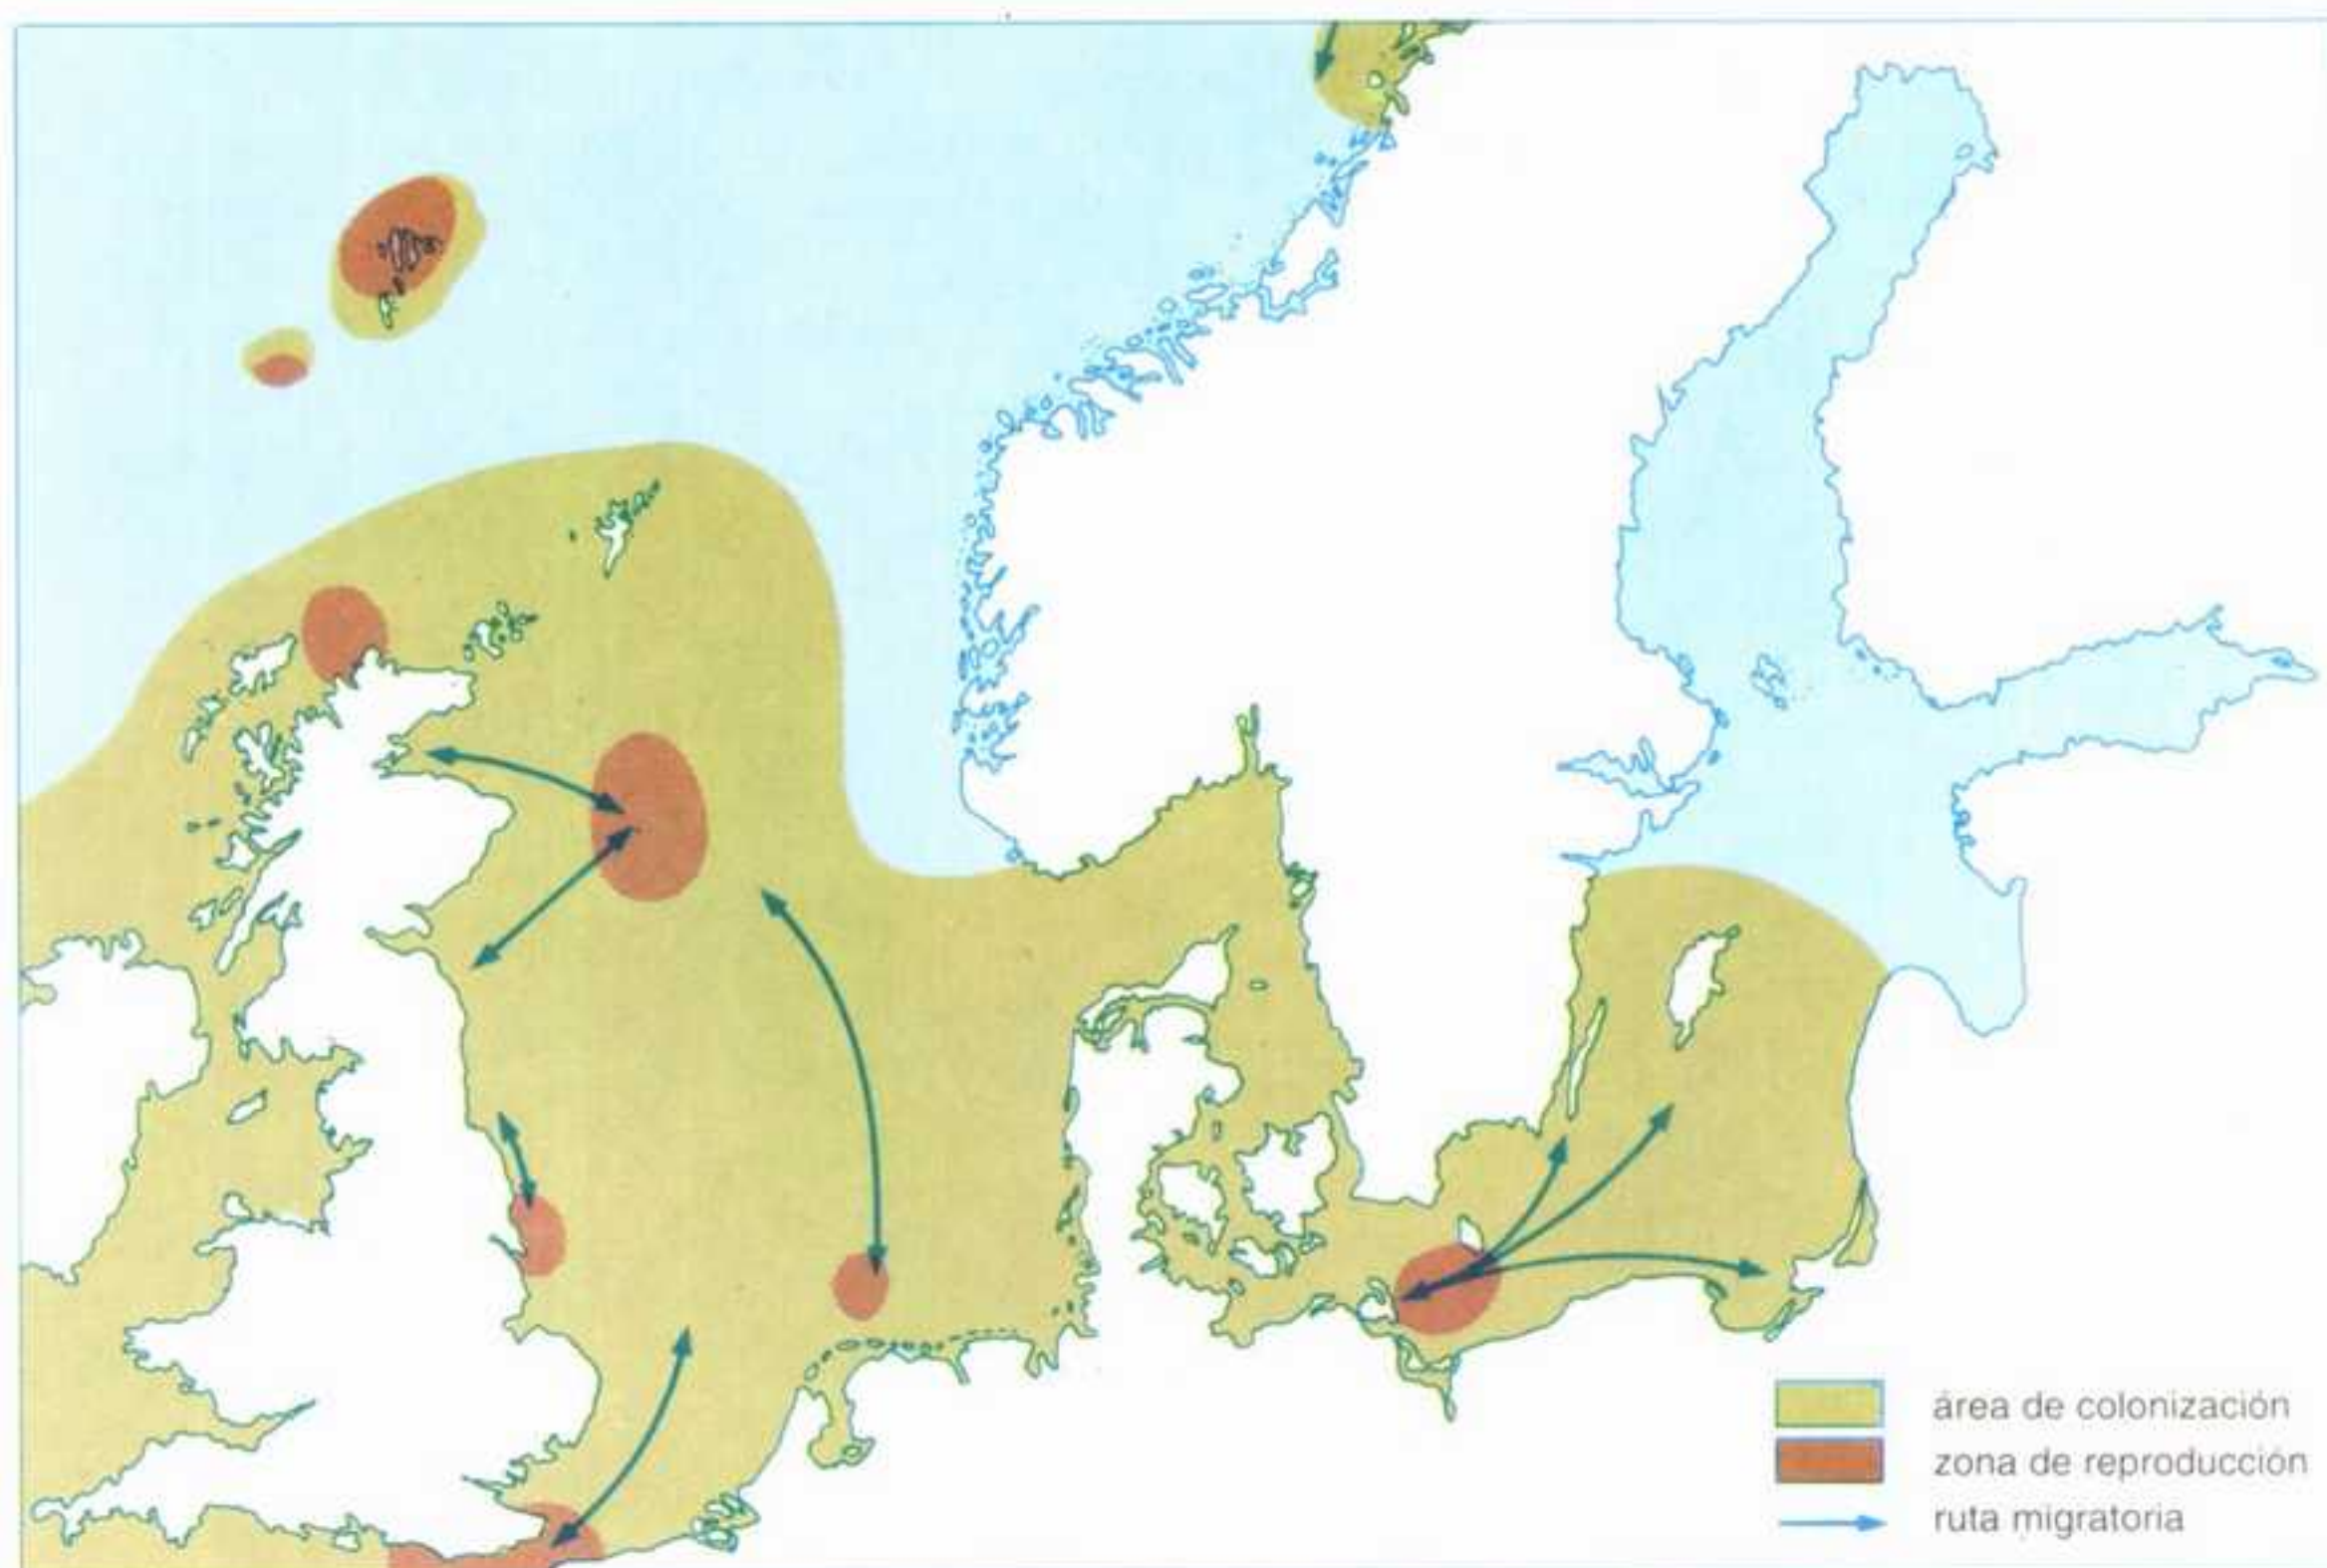 área de colonización
zona de reproducción
ruta migratoria